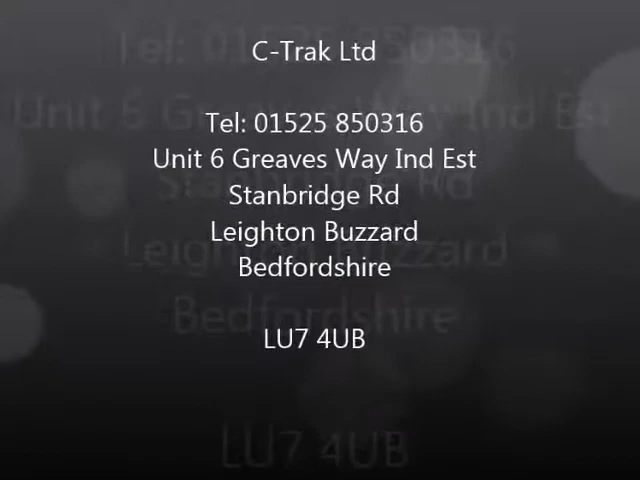 C-Trak Ltd
Tel: 01525 850316
Unit 6 Greaves Way Ind Est
Stanbridge Rd
Leighton Buzzard
Bedfordshire
LU7 4UB